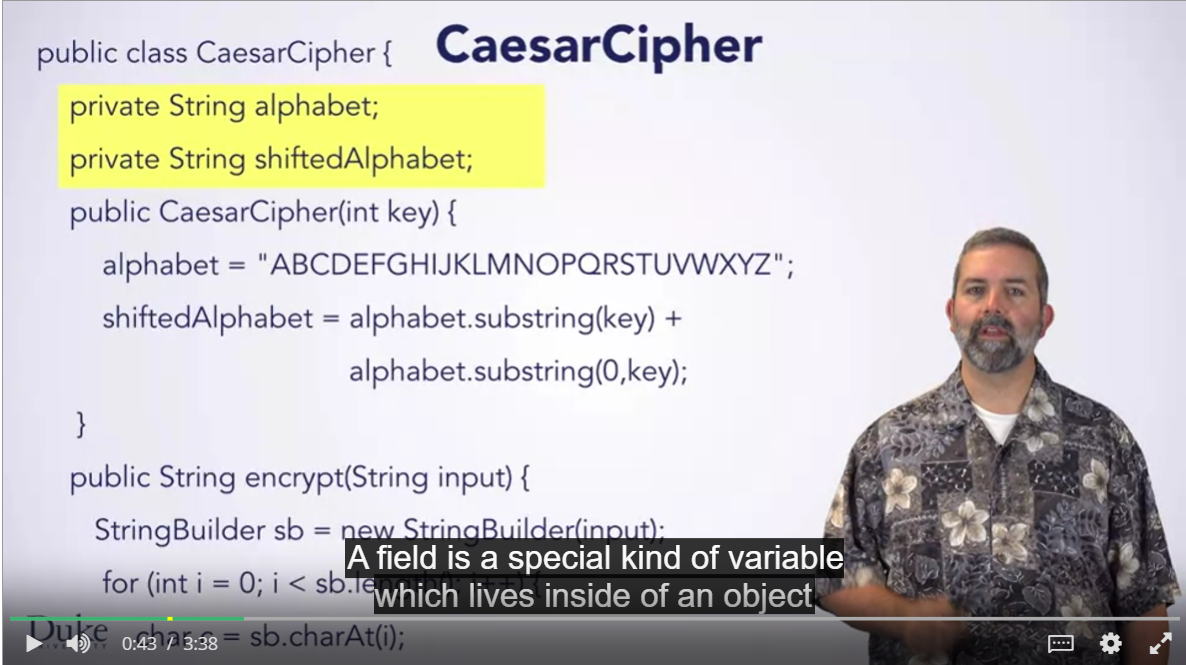 CaesarCipher
public class CaesarCipher {
private String alphabet;
private String shiftedAlphabet;
public CaesarCipher(int key) {
alphabet = "ABCDEFGHIJKLMNOPQRSTUVWXYZ";
shiftedAlphabet = alphabet.substring(key) +
alphabet.substring(0,key);
}
public String encrypt(String input) {
StringBuilder sb = new StringBuilder(input);
A field is a special kind of variable
for (int i = 0; i < sb.length(); i++) {
which lives inside of an object
Duke
UNIVERSITY
char c = sb.charAt(i);
0:43 / 3:38